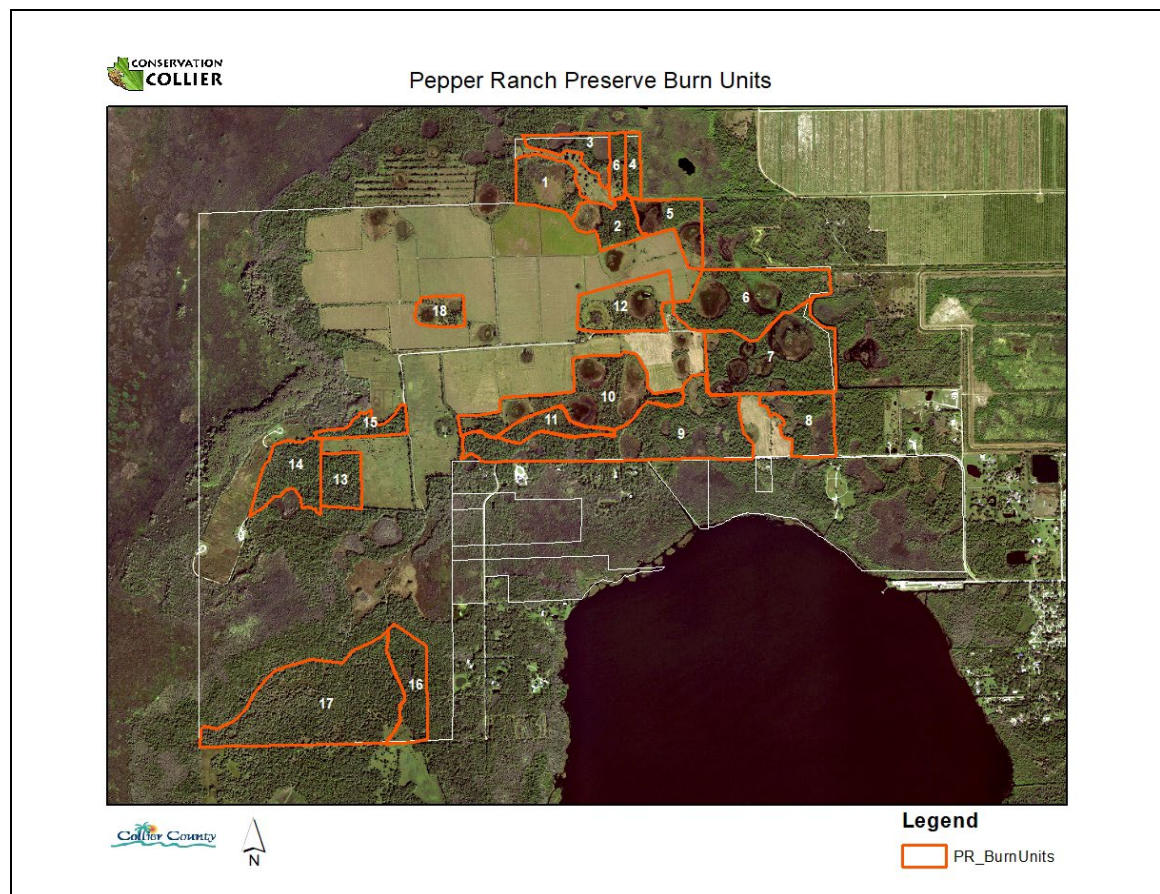 CONSERVATION
COLLIER
Pepper Ranch Preserve Burn Units
3
6
4
1
2
5
6
12
18
7
10
15
11
8
9
14
13
16
17
Collier County
N
Legend
PR_BurnUnits